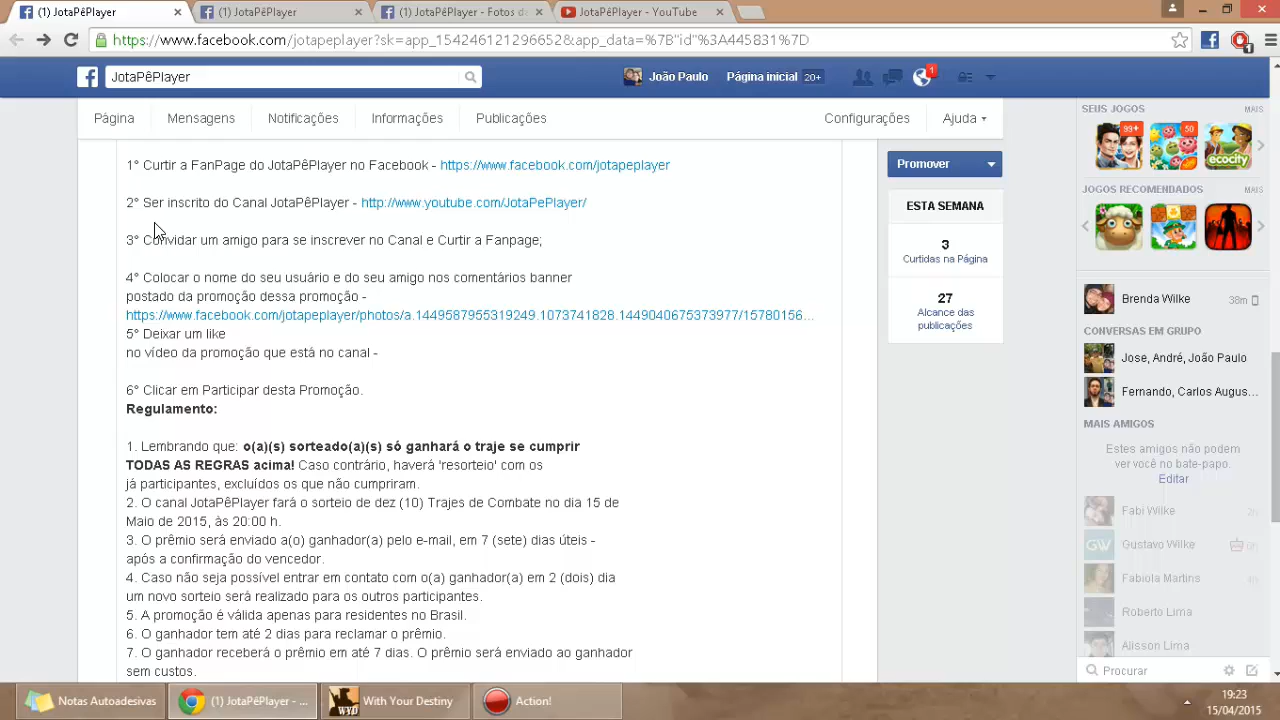 (1) JotaPêPlayer
(1) JotaPêPlayer
(1) JotaPêPlayer - Fotos d
JotaPêPlayer - YouTube
https://www.facebook.com/jotapeplayer?sk=app_154246121296652&app_data=%7B"id"%3A445831%7D
1
JotaPêPlayer
João Paulo
Página inicial 20+
1
Página
Mensagens
Notificações
Informações
Publicações
Configurações
Ajuda
1° Curtir a FanPage do JotaPêPlayer no Facebook - https://www.facebook.com/jotapeplayer
2° Ser inscrito do Canal JotaPêPlayer - http://www.youtube.com/JotaPePlayer/
3° Convidar um amigo para se inscrever no Canal e Curtir a Fanpage;
4° Colocar o nome do seu usuário e do seu amigo nos comentários banner
postado da promoção dessa promoção -
https://www.facebook.com/jotapeplayer/photos/a.1449587955319249.1073741828.1449040675373977/15780156...
5° Deixar um like
no vídeo da promoção que está no canal -
6° Clicar em Participar desta Promoção.
Regulamento:
1. Lembrando que: o(a)(s) sorteado(a)(s) só ganhará o traje se cumprir
TODAS AS REGRAS acima! Caso contrário, haverá 'resorteio' com os
já participantes, excluídos os que não cumpriram.
2. O canal JotaPêPlayer fará o sorteio de dez (10) Trajes de Combate no dia 15 de
Maio de 2015, às 20:00 h.
3. O prêmio será enviado a(o) ganhador(a) pelo e-mail, em 7 (sete) dias úteis -
após a confirmação do vencedor.
4. Caso não seja possível entrar em contato com o(a) ganhador(a) em 2 (dois) dia
um novo sorteio será realizado para os outros participantes.
5. A promoção é válida apenas para residentes no Brasil.
6. O ganhador tem até 2 dias para reclamar o prêmio.
7. O ganhador receberá o prêmio em até 7 dias. O prêmio será enviado ao ganhador
sem custos.
Promover
ESTA SEMANA
3
Curtidas na Página
27
Alcance das
publicações
SEUS JOGOS
MAIS
99+
50
ecocity
JOGOS RECOMENDADOS
MAIS
Brenda Wilke
38m
CONVERSAS EM GRUPO
Jose, André, João Paulo
Fernando, Carlos Augus...
MAIS AMIGOS
Estes amigos não podem
ver você no bate-papo.
Editar
Fabi Wilke
GW
Gustavo Wilke
Fabiola Martins
Roberto Lima
Alisson Lima
Procurar
Notas Autoadesivas
(1) JotaPêPlayer - ...
WYD
With Your Destiny
Action!
19:23
15/04/2015